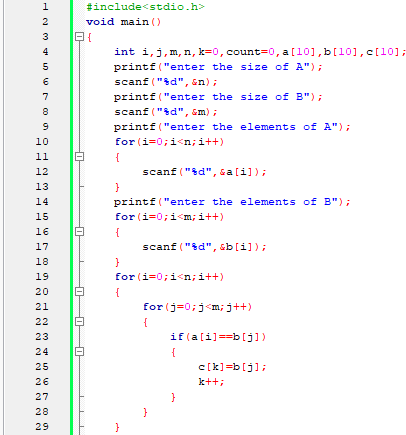 1 #include<stdio.h>
2 void main()
3 {
4 int i,j,m,n,k=0,count=0,a[10],b[10],c[10];
5 printf("enter the size of A");
6 scanf("%d",&n);
7 printf("enter the size of B");
8 scanf("%d",&m);
9 printf("enter the elements of A");
10 for(i=0;i<n;i++)
11 {
12 scanf("%d",&a[i]);
13 }
14 printf("enter the elements of B");
15 for(i=0;i<m;i++)
16 {
17 scanf("%d",&b[i]);
18 }
19 for(i=0;i<n;i++)
20 {
21 for(j=0;j<m;j++)
22 {
23 if(a[i]==b[j])
24 {
25 c[k]=b[j];
26 k++;
27 }
28 }
29 }